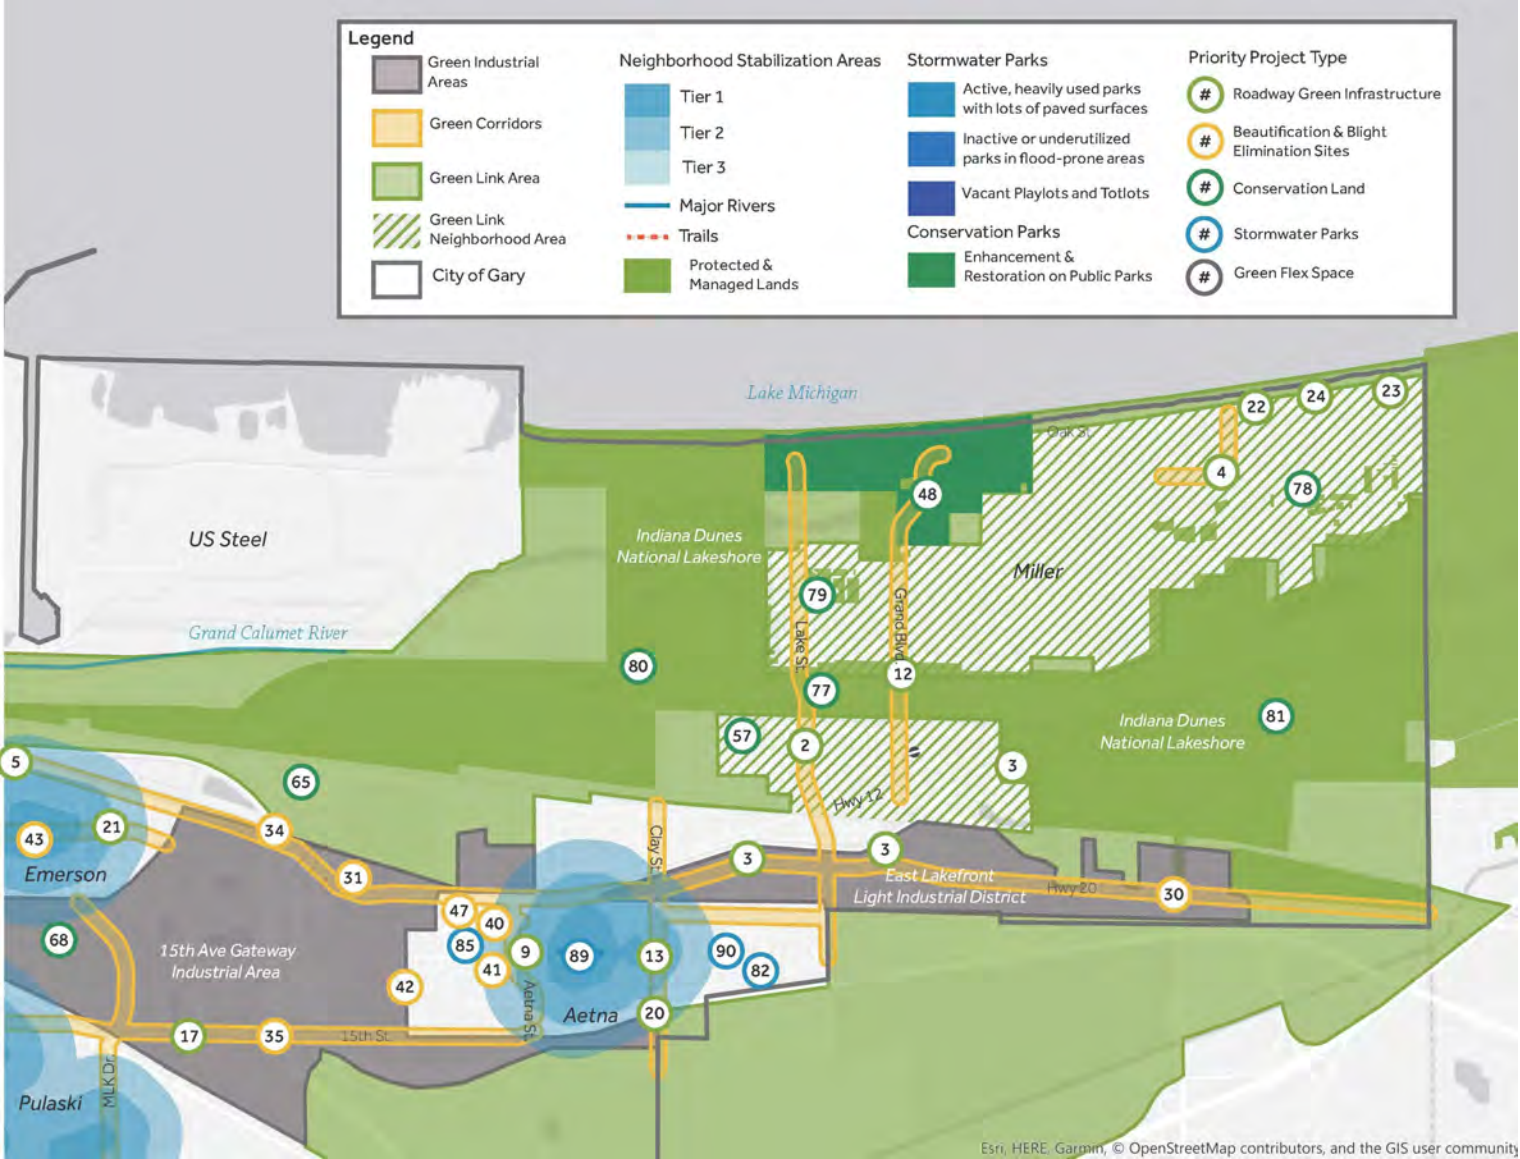 Legend
Green Industrial
Areas
Green Corridors
Green Link Area
Green Link
Neighborhood Area
City of Gary
Neighborhood Stabilization Areas
Tier 1
Tier 2
Tier 3
Major Rivers
Trails
Protected &
Managed Lands
Stormwater Parks
Active, heavily used parks
with lots of paved surfaces
Inactive or underutilized
parks in flood-prone areas
Vacant Playlots and Totlots
Conservation Parks
Enhancement &
Restoration on Public Parks
Priority Project Type
# Roadway Green Infrastructure
# Beautification & Blight
Elimination Sites
# Conservation Land
# Stormwater Parks
# Green Flex Space
Lake Michigan
22
24
23
Oak St
4
78
48
US Steel
Indiana Dunes
National Lakeshore
Miller
79
Grand Blvd.
Lake St.
Grand Calumet River
80
77
12
57
2
3
Indiana Dunes
National Lakeshore
81
Hwy 12
5
65
43
21
34
Emerson
31
Clay St.
3
3
East Lakefront
Light Industrial District
Hwy 20
30
47
40
85
9
41
89
13
90
82
68
15th Ave Gateway
Industrial Area
42
Aetna St.
Aetna
20
17
35
15th St.
MLK Dr.
Pulaski
Esri, HERE, Garmin, © OpenStreetMap contributors, and the GIS user community